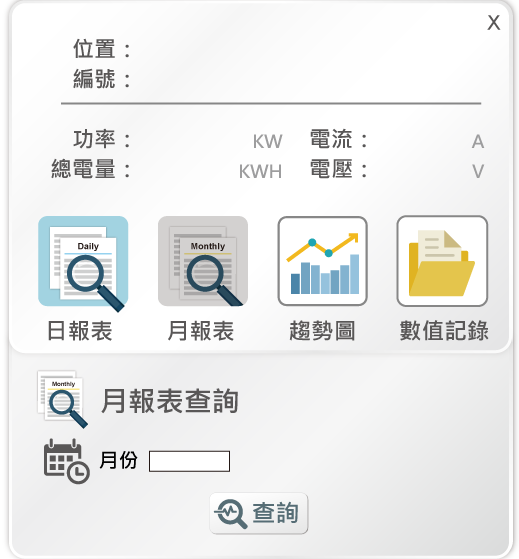 X
位置：
編號：
功率： KW 電流： A
總電量： KWH 電壓： V
Daily Monthly
日報表 月報表 趨勢圖 數值記錄
Monthly
月報表查詢
月份
查詢